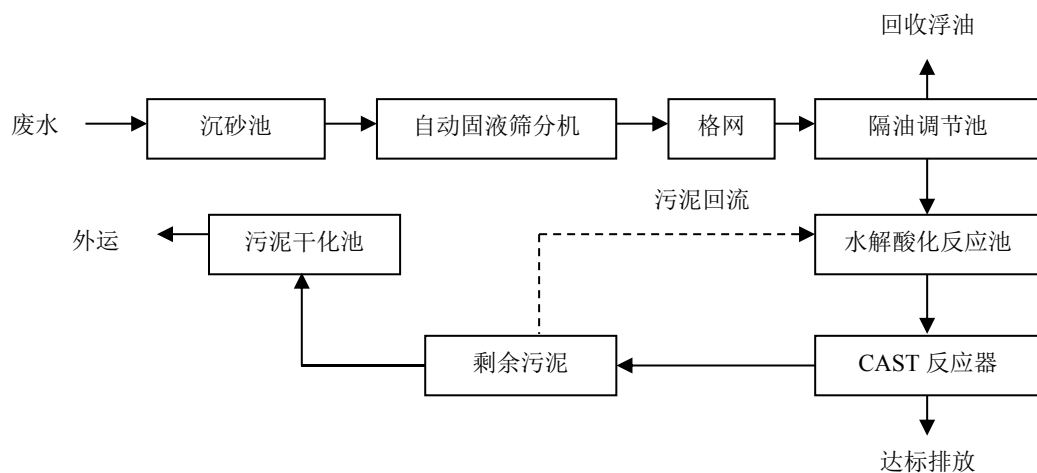 回收浮油
废水
沉砂池
自动固液筛分机
格网
隔油调节池
污泥回流
外运
污泥干化池
水解酸化反应池
剩余污泥
CAST 反应器
达标排放